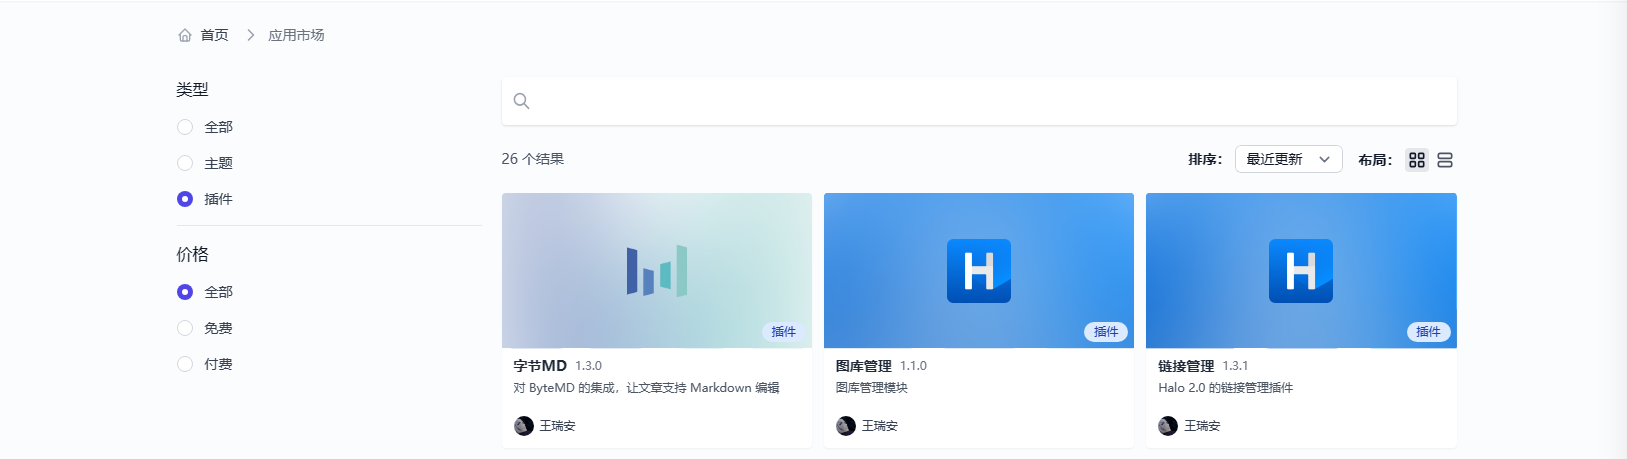 首页 应用市场
类型
全部
主题
插件
价格
全部
免费
付费
26 个结果 排序： 最近更新 布局：
插件
字节MD 1.3.0
对 ByteMD 的集成，让文章支持 Markdown 编辑
王瑞安
H
插件
图库管理 1.1.0
图库管理模块
王瑞安
H
插件
链接管理 1.3.1
Halo 2.0 的链接管理插件
王瑞安